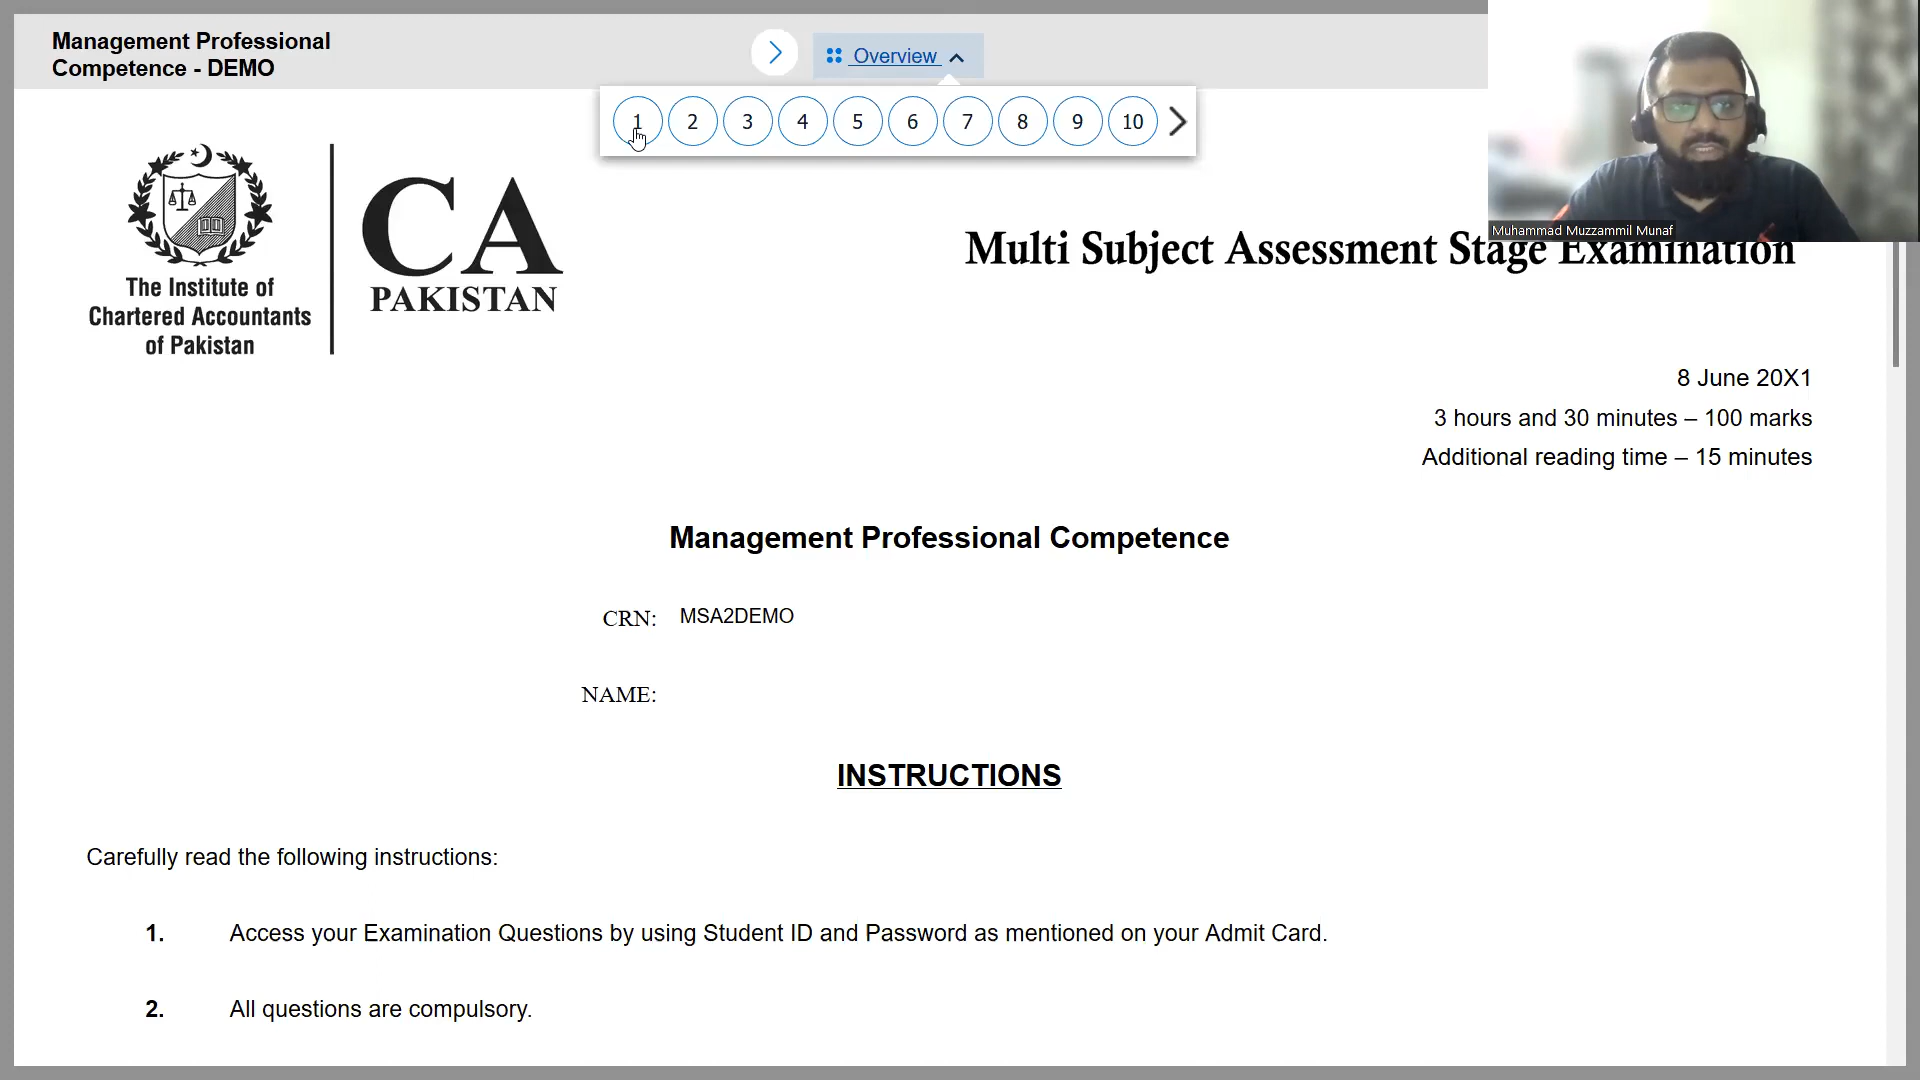 Management Professional
Competence - DEMO
Overview
1 2 3 4 5 6 7 8 9 10
The Institute of
Chartered Accountants
of Pakistan
CA
PAKISTAN
Muhammad Muzzammil Munaf
Multi Subject Assessment Stage Examination
8 June 20X1
3 hours and 30 minutes – 100 marks
Additional reading time – 15 minutes
Management Professional Competence
CRN: MSA2DEMO
NAME:
INSTRUCTIONS
Carefully read the following instructions:
1. Access your Examination Questions by using Student ID and Password as mentioned on your Admit Card.
2. All questions are compulsory.